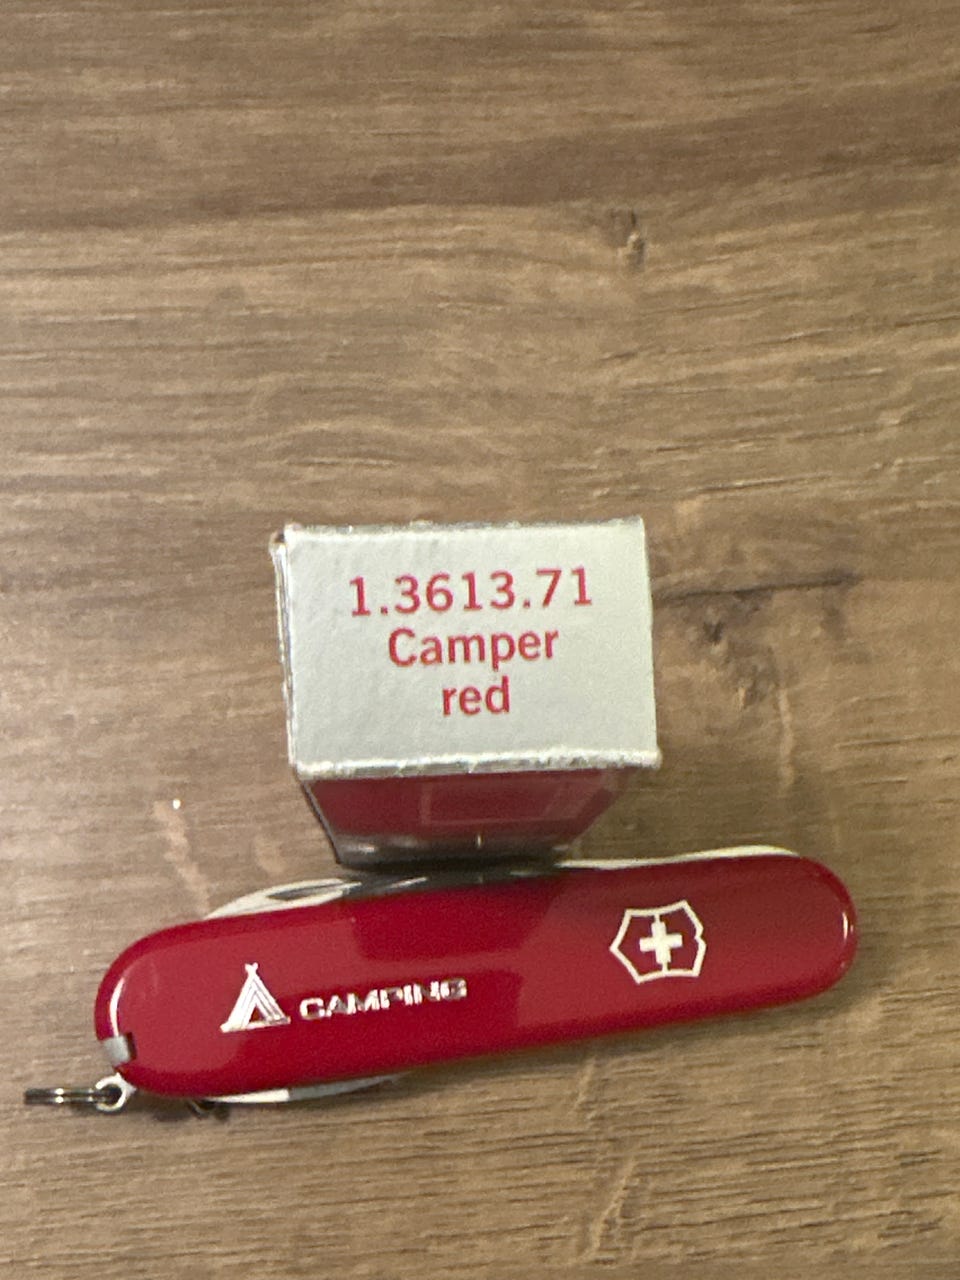 1.3613.71
Camper
red
CAMPING